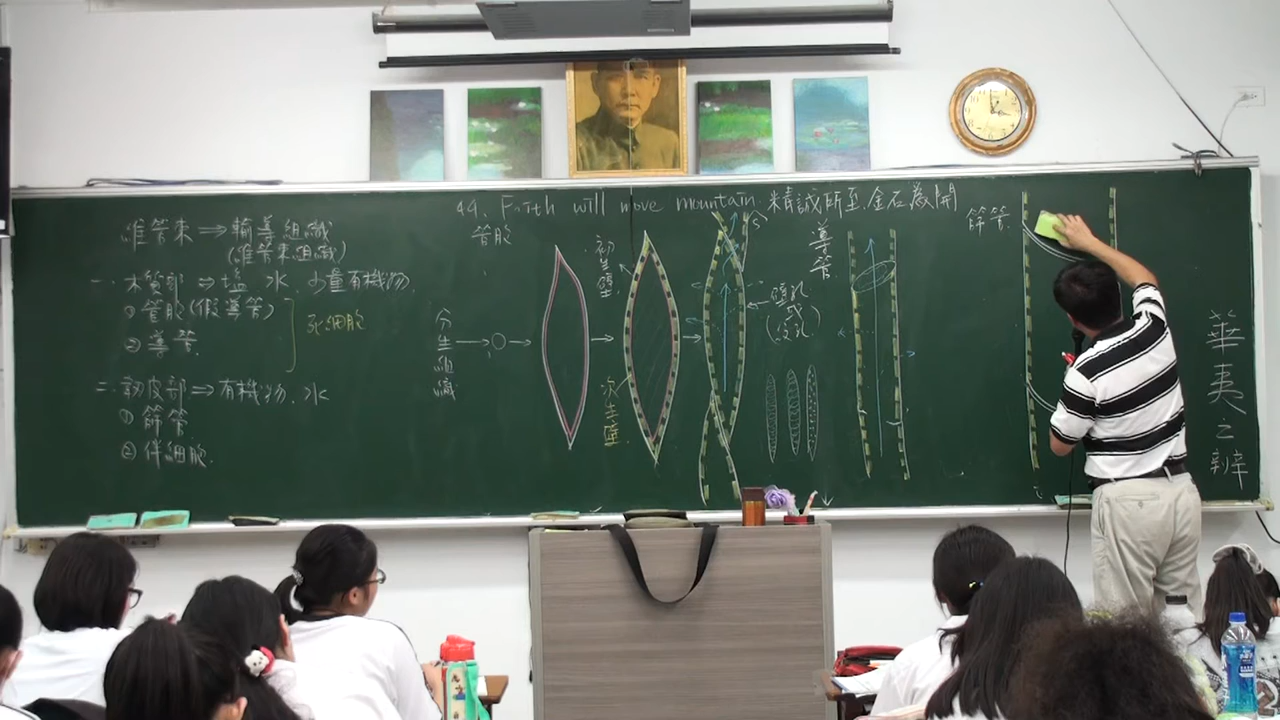 44. Faith will move mountain. 精誠所至.金石為開
維管束⇒輸導組織
(維管束組織)
一. 木質部 ⇒ 塩 水. 少量有機物.
① 管胞(假導管)
② 導管.
死細胞
二. 韌皮部⇒有機物. 水
① 篩管
② 伴細胞.
管胞
分生組織
初生壁
次生壁
壁孔
或
(紋孔)
導管
篩管
華夷之辨